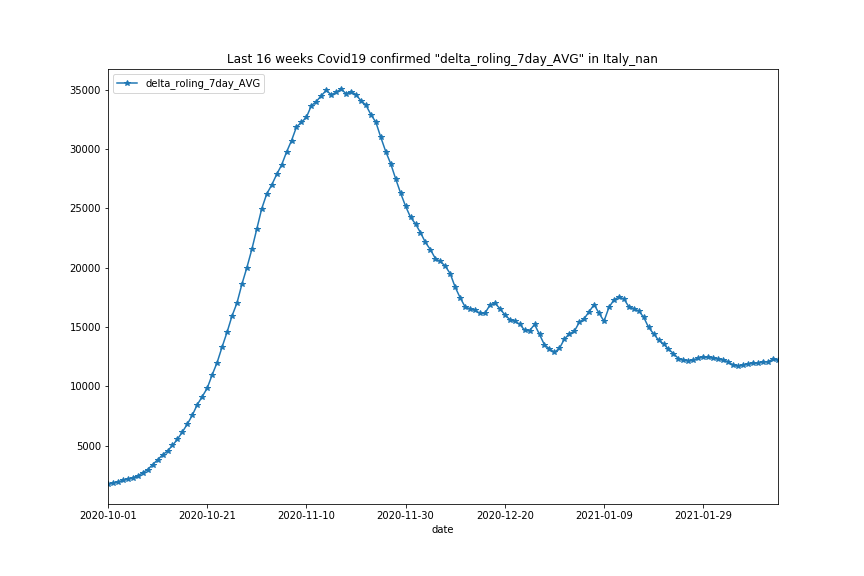 Last 16 weeks Covid19 confirmed "delta_roling_7day_AVG" in Italy_nan
delta_roling_7day_AVG
35000
30000
25000
20000
15000
10000
5000
2020-10-01 2020-10-21 2020-11-10 2020-11-30 2020-12-20 2021-01-09 2021-01-29
date